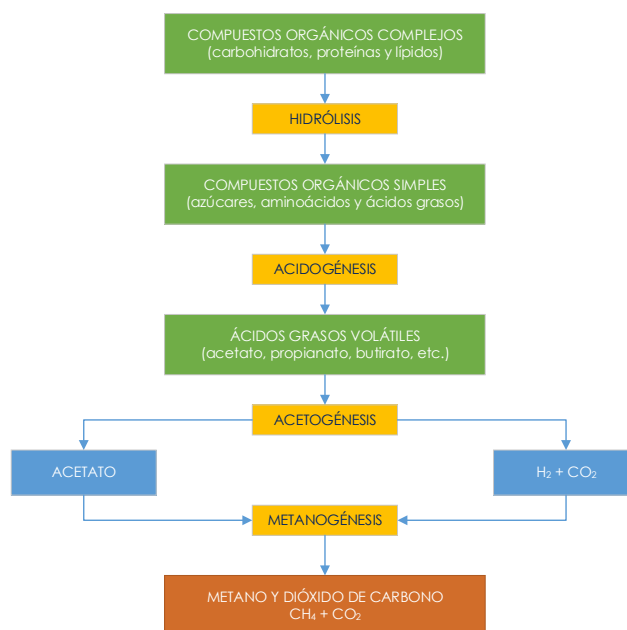 COMPUESTOS ORGÁNICOS COMPLEJOS
(carbohidratos, proteínas y lípidos)
HIDRÓLISIS
COMPUESTOS ORGÁNICOS SIMPLES
(azúcares, aminoácidos y ácidos grasos)
ACIDOGÉNESIS
ÁCIDOS GRASOS VOLÁTILES
(acetato, propianato, butirato, etc.)
ACETOGÉNESIS
ACETATO
H₂ + CO₂
METANOGÉNESIS
METANO Y DIÓXIDO DE CARBONO
CH₄ + CO₂